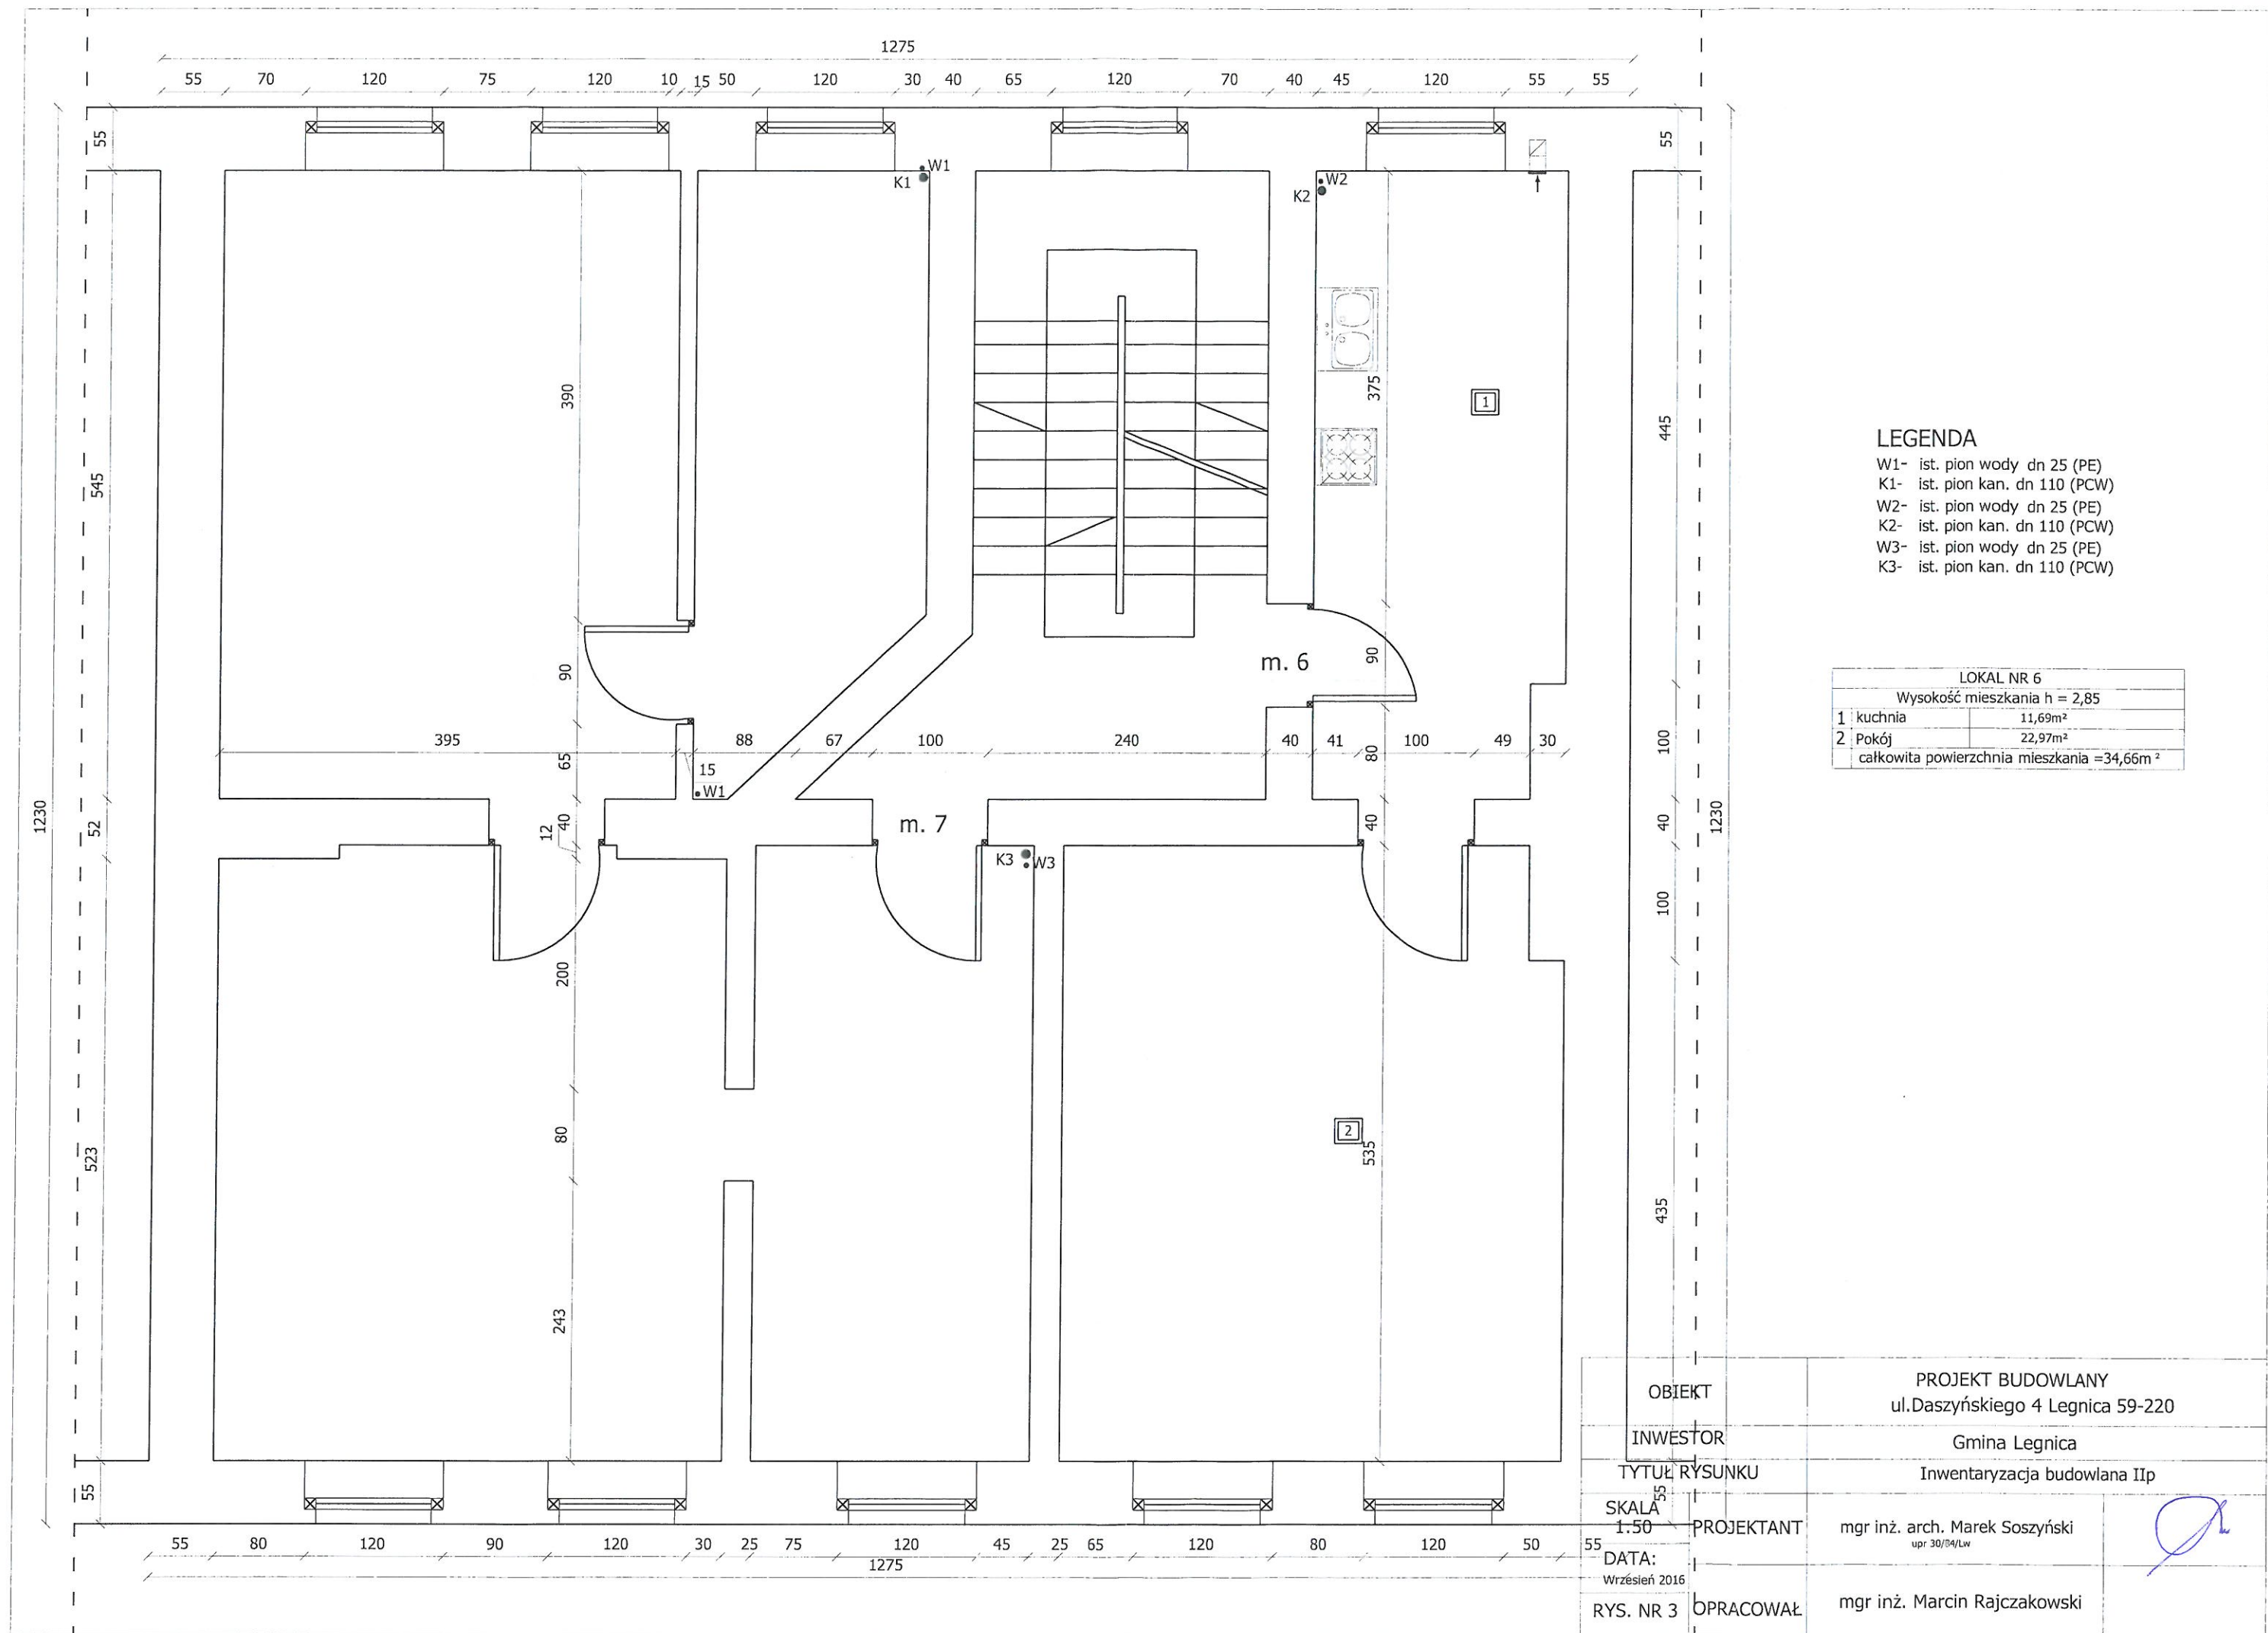 1275
55 70 120 75 120 10 15 50 120 30 40 65 120 70 40 45 120 55 55
55
55
W1
K1
W2
K2
390
375
1
445
545
LEGENDA
W1- ist. pion wody dn 25 (PE)
K1- ist. pion kan. dn 110 (PCW)
W2- ist. pion wody dn 25 (PE)
K2- ist. pion kan. dn 110 (PCW)
W3- ist. pion wody dn 25 (PE)
K3- ist. pion kan. dn 110 (PCW)
m. 6
90
90
LOKAL NR 6
Wysokość mieszkania h = 2,85
1 kuchnia 11,69m²
2 Pokój 22,97m²
całkowita powierzchnia mieszkania =34,66m²
395 88 67 100 240 40 41 100 49 30
65
15
80
100
W1
1230
52
12
40
m. 7
40
40
1230
K3
W3
100
200
80
2
535
523
435
243
55
55
55 80 120 90 120 30 25 75 120 45 25 65 120 80 120 50 55
1275
OBIEKT
PROJEKT BUDOWLANY
ul.Daszyńskiego 4 Legnica 59-220
INWESTOR
Gmina Legnica
TYTUŁ RYSUNKU
Inwentaryzacja budowlana IIp
SKALA
1:50
PROJEKTANT
mgr inż. arch. Marek Soszyński
upr 30/84/Lw
DATA:
Wrzesień 2016
RYS. NR 3
OPRACOWAŁ
mgr inż. Marcin Rajczakowski